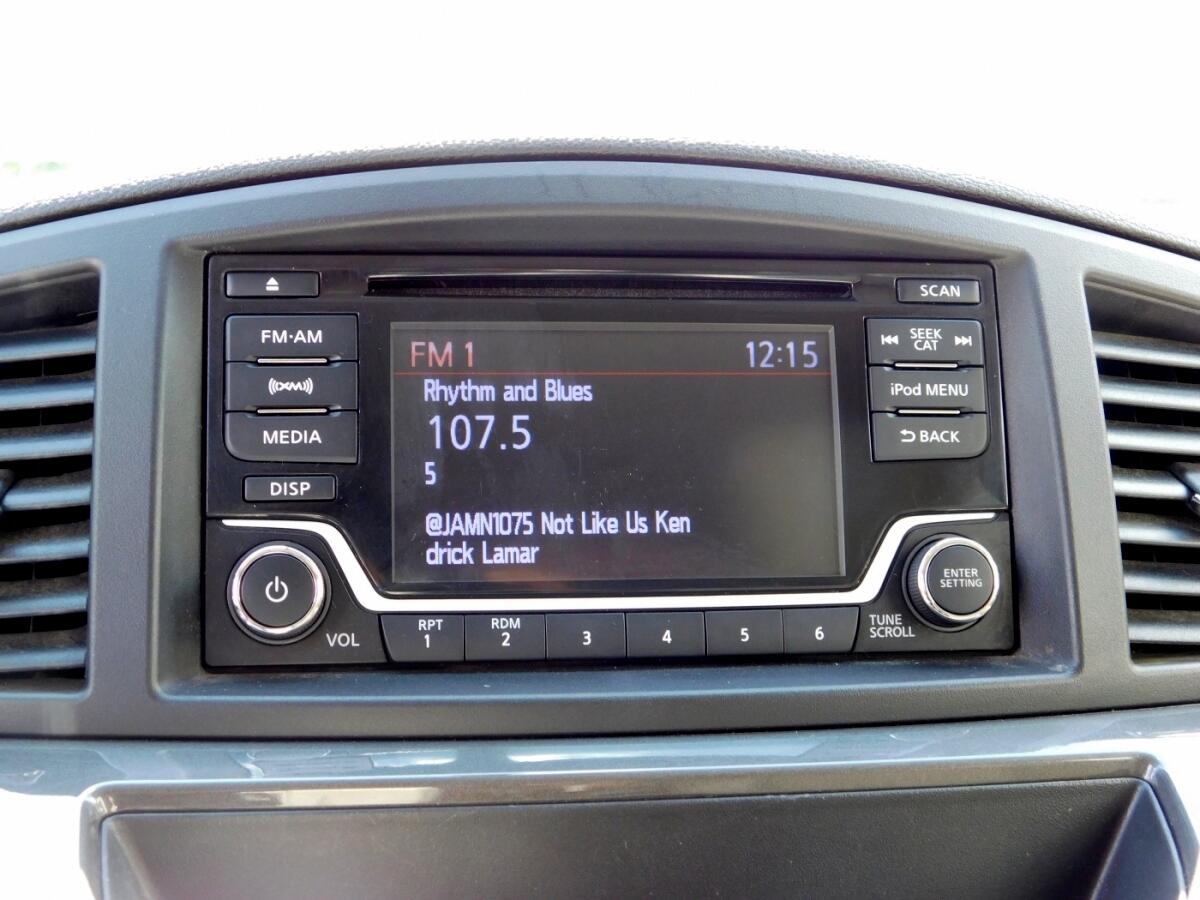 SCAN
FM·AM
SEEK
CAT
FM 1
12:15
Rhythm and Blues
((XM))
iPod MENU
107.5
MEDIA
BACK
5
DISP
@JAMN1075 Not Like Us Ken
drick Lamar
ENTER
SETTING
VOL
RPT
1
RDM
2
3
4
5
6
TUNE
SCROLL